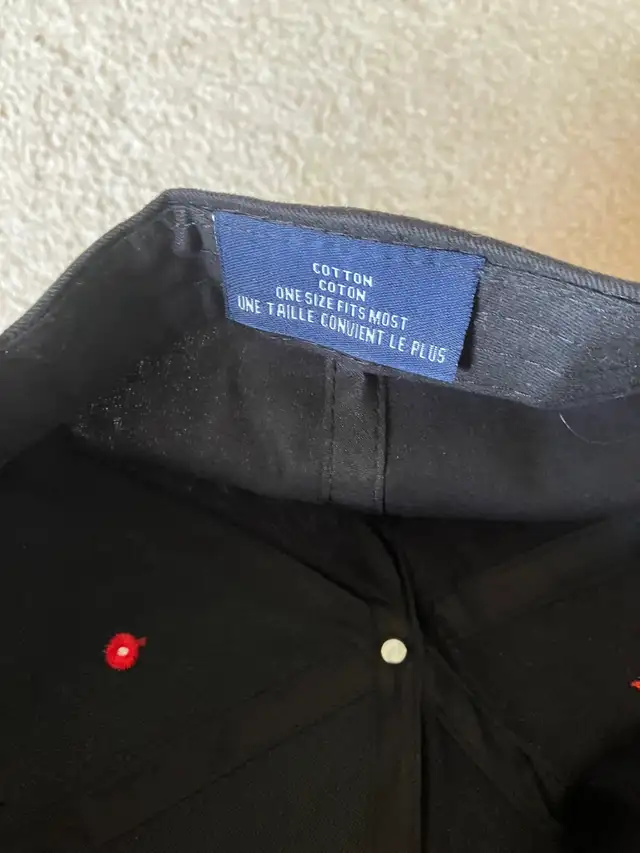 COTTON
COTON
ONE SIZE FITS MOST
UNE TAILLE CONVIENT LE PLUS